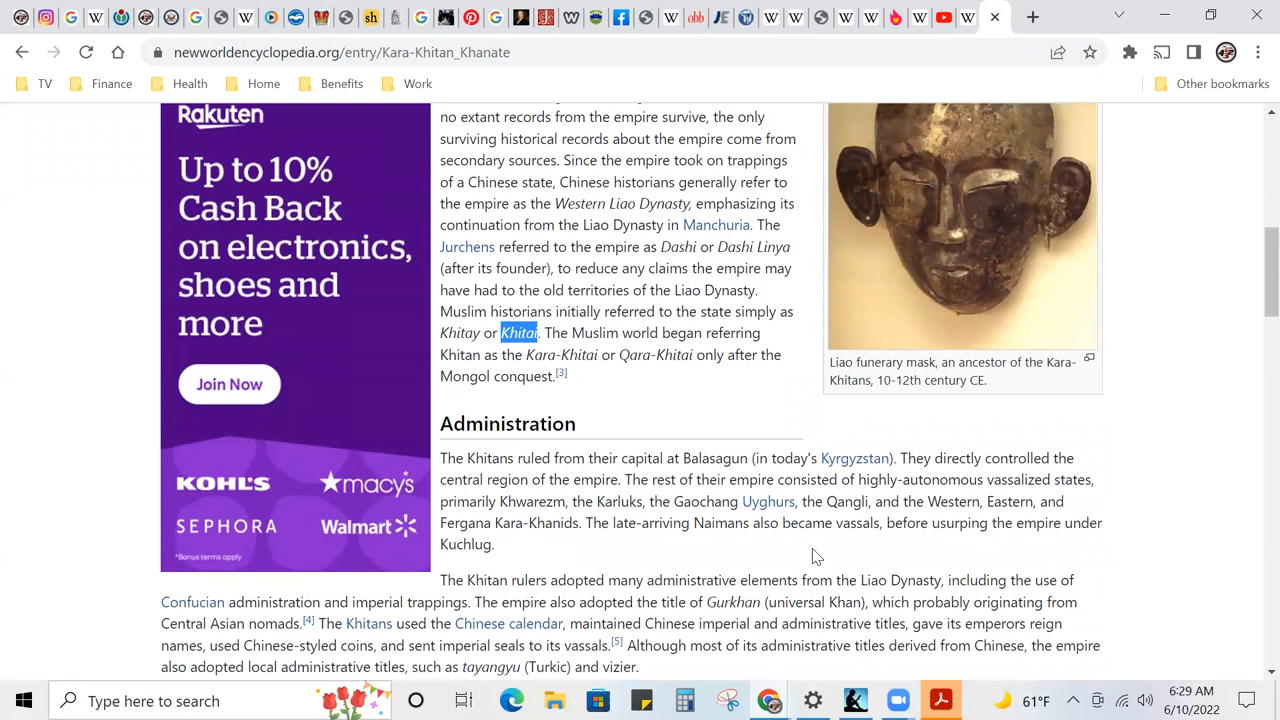 newworldencyclopedia.org/entry/Kara-Khitan_Khanate
TV
Finance
Health
Home
Benefits
Work
Other bookmarks
Rakuten
Up to 10%
Cash Back
on electronics,
shoes and
more
Join Now
KOHL'S
macy's
SEPHORA
Walmart
*Bonus terms apply
no extant records from the empire survive, the only
surviving historical records about the empire come from
secondary sources. Since the empire took on trappings
of a Chinese state, Chinese historians generally refer to
the empire as the Western Liao Dynasty, emphasizing its
continuation from the Liao Dynasty in Manchuria. The
Jurchens referred to the empire as Dashi or Dashi Linya
(after its founder), to reduce any claims the empire may
have had to the old territories of the Liao Dynasty.
Muslim historians initially referred to the state simply as
Khitay or Khitai. The Muslim world began referring
Khitan as the Kara-Khitai or Qara-Khitai only after the
Mongol conquest.[3]
Liao funerary mask, an ancestor of the Kara-
Khitans, 10-12th century CE.
Administration
The Khitans ruled from their capital at Balasagun (in today's Kyrgyzstan). They directly controlled the
central region of the empire. The rest of their empire consisted of highly-autonomous vassalized states,
primarily Khwarezm, the Karluks, the Gaochang Uyghurs, the Qangli, and the Western, Eastern, and
Fergana Kara-Khanids. The late-arriving Naimans also became vassals, before usurping the empire under
Kuchlug.
The Khitan rulers adopted many administrative elements from the Liao Dynasty, including the use of
Confucian administration and imperial trappings. The empire also adopted the title of Gurkhan (universal Khan), which probably originating from
Central Asian nomads.[4] The Khitans used the Chinese calendar, maintained Chinese imperial and administrative titles, gave its emperors reign
names, used Chinese-styled coins, and sent imperial seals to its vassals.[5] Although most of its administrative titles derived from Chinese, the empire
also adopted local administrative titles, such as tayangyu (Turkic) and vizier.
Type here to search
61°F
6:29 AM
6/10/2022